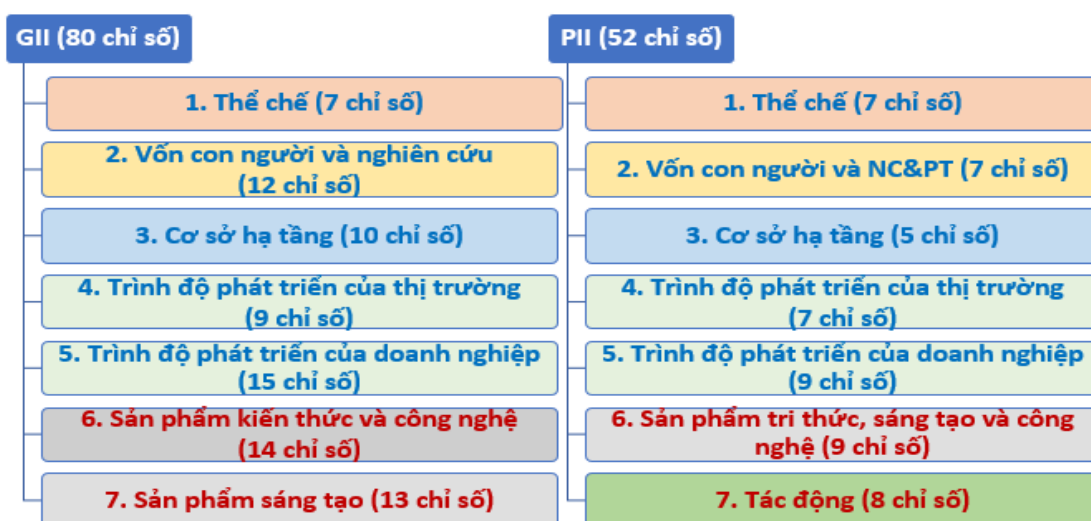 GII (80 chỉ số)
1. Thể chế (7 chỉ số)
2. Vốn con người và nghiên cứu
(12 chỉ số)
3. Cơ sở hạ tầng (10 chỉ số)
4. Trình độ phát triển của thị trường
(9 chỉ số)
5. Trình độ phát triển của doanh nghiệp
(15 chỉ số)
6. Sản phẩm kiến thức và công nghệ
(14 chỉ số)
7. Sản phẩm sáng tạo (13 chỉ số)
PII (52 chỉ số)
1. Thể chế (7 chỉ số)
2. Vốn con người và NC&PT (7 chỉ số)
3. Cơ sở hạ tầng (5 chỉ số)
4. Trình độ phát triển của thị trường
(7 chỉ số)
5. Trình độ phát triển của doanh nghiệp
(9 chỉ số)
6. Sản phẩm tri thức, sáng tạo và công
nghệ (9 chỉ số)
7. Tác động (8 chỉ số)